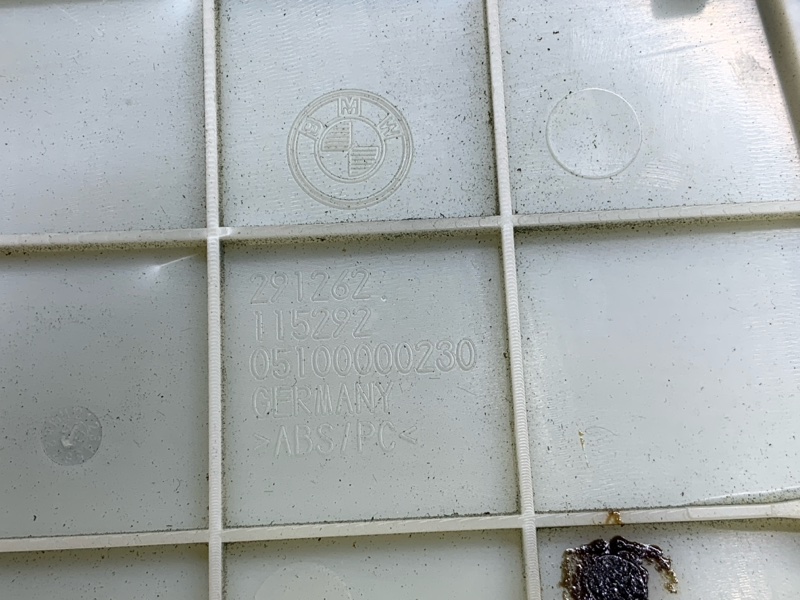 BMW
291262
115292
05100000230
GERMANY
>ABS/PC<